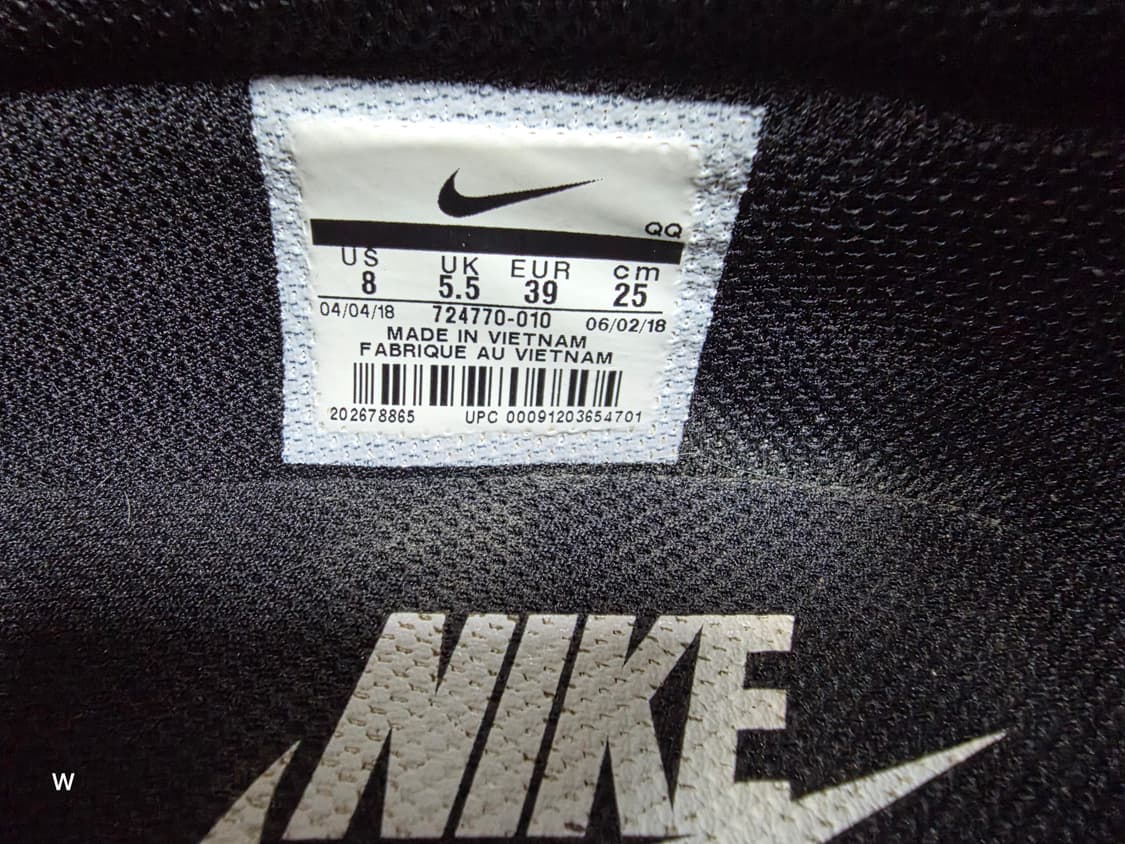 QQ
US UK EUR cm
8 5.5 39 25
04/04/18 724770-010 06/02/18
MADE IN VIETNAM
FABRIQUE AU VIETNAM
202678865 UPC 00091203654701
NIKE
W